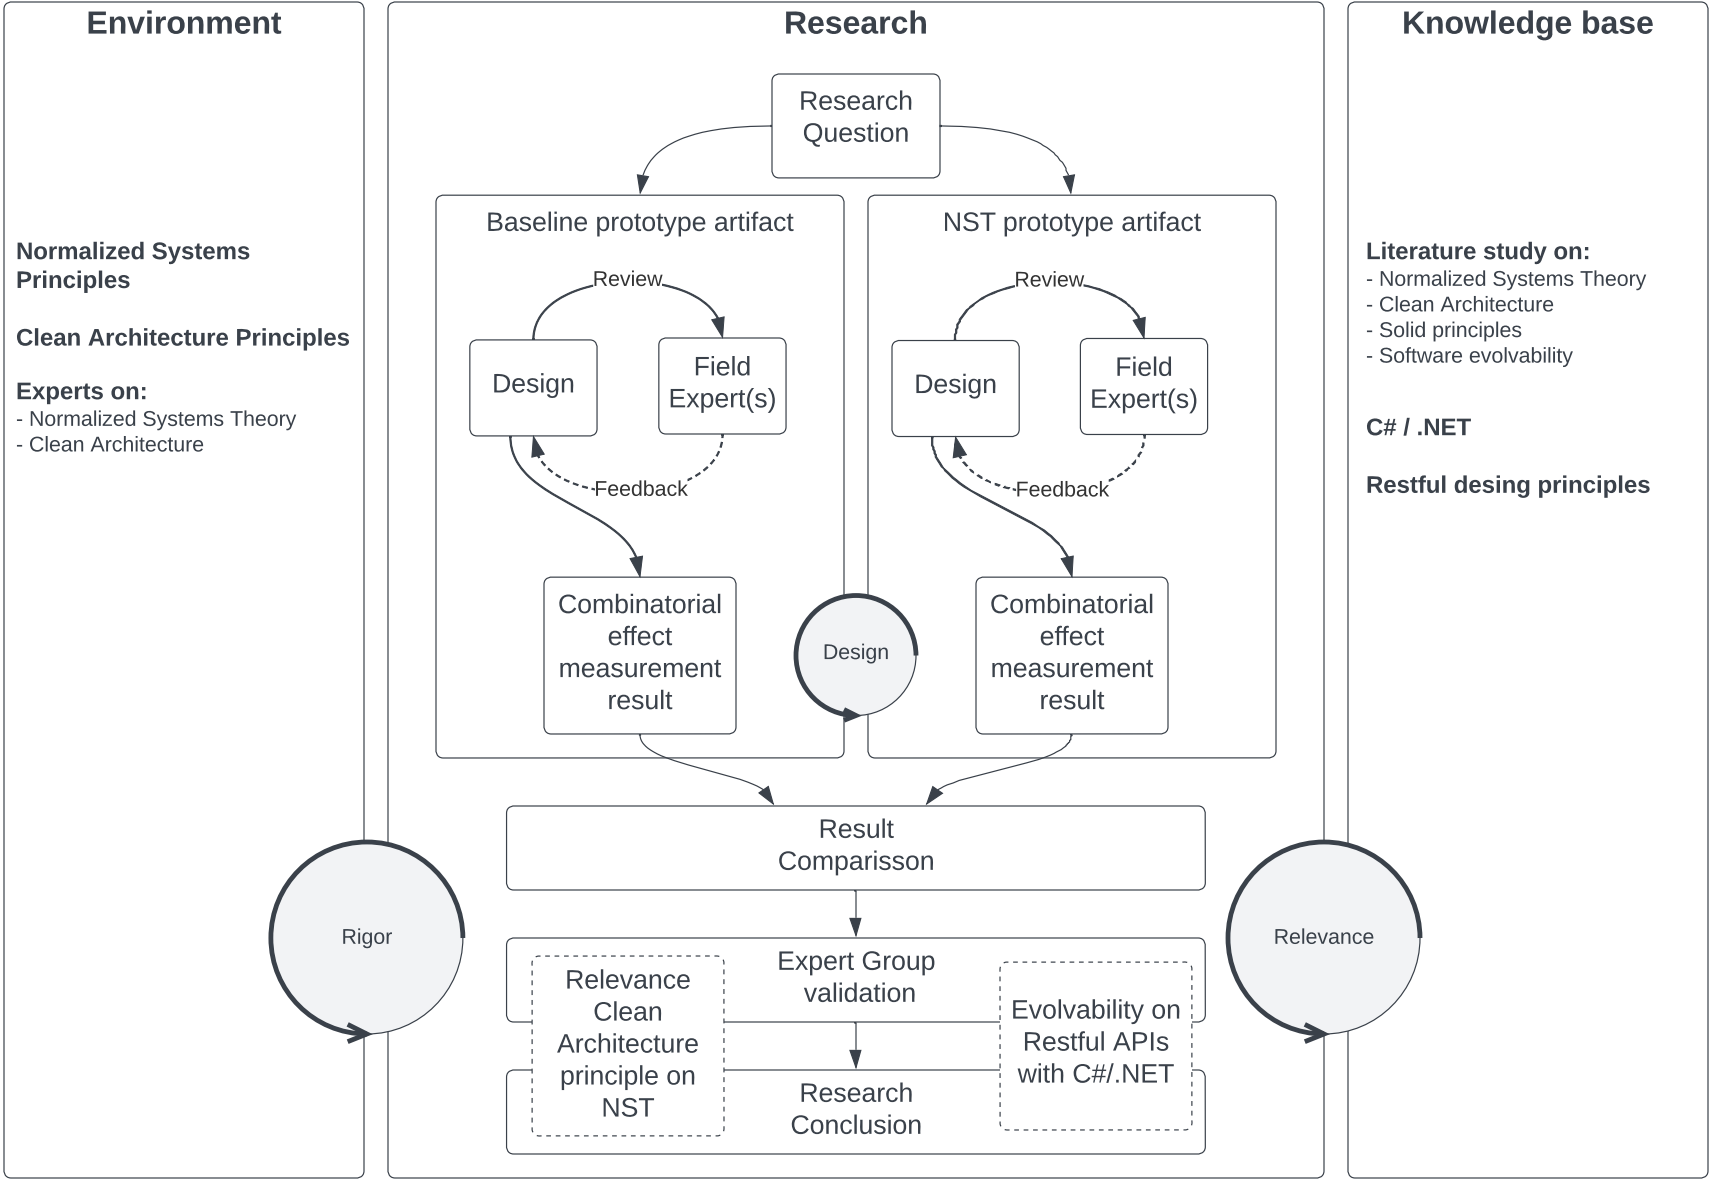 Environment
Normalized Systems
Principles
Clean Architecture Principles
Experts on:
- Normalized Systems Theory
- Clean Architecture
Rigor
Research
Research
Question
Baseline prototype artifact
Review
Design
Field
Expert(s)
Feedback
Combinatorial
effect
measurement
result
NST prototype artifact
Review
Design
Field
Expert(s)
Feedback
Combinatorial
effect
measurement
result
Design
Result
Comparisson
Expert Group
validation
Relevance
Clean
Architecture
principle on
NST
Evolvability on
Restful APIs
with C#/.NET
Research
Conclusion
Knowledge base
Literature study on:
- Normalized Systems Theory
- Clean Architecture
- Solid principles
- Software evolvability
C# / .NET
Restful desing principles
Relevance